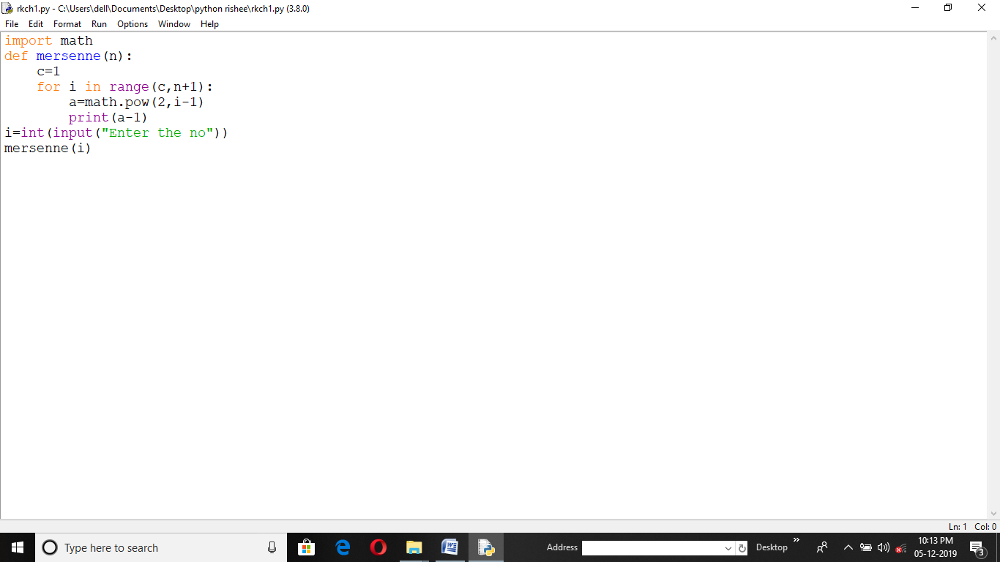 rkch1.py - C:\Users\dell\Documents\Desktop\python rishee\rkch1.py (3.8.0)
File Edit Format Run Options Window Help
import math
def mersenne(n):
    c=1
    for i in range(c,n+1):
        a=math.pow(2,i-1)
        print(a-1)
i=int(input("Enter the no"))
mersenne(i)
Ln: 1 Col: 0
Type here to search
Address
Desktop
10:13 PM
05-12-2019
3